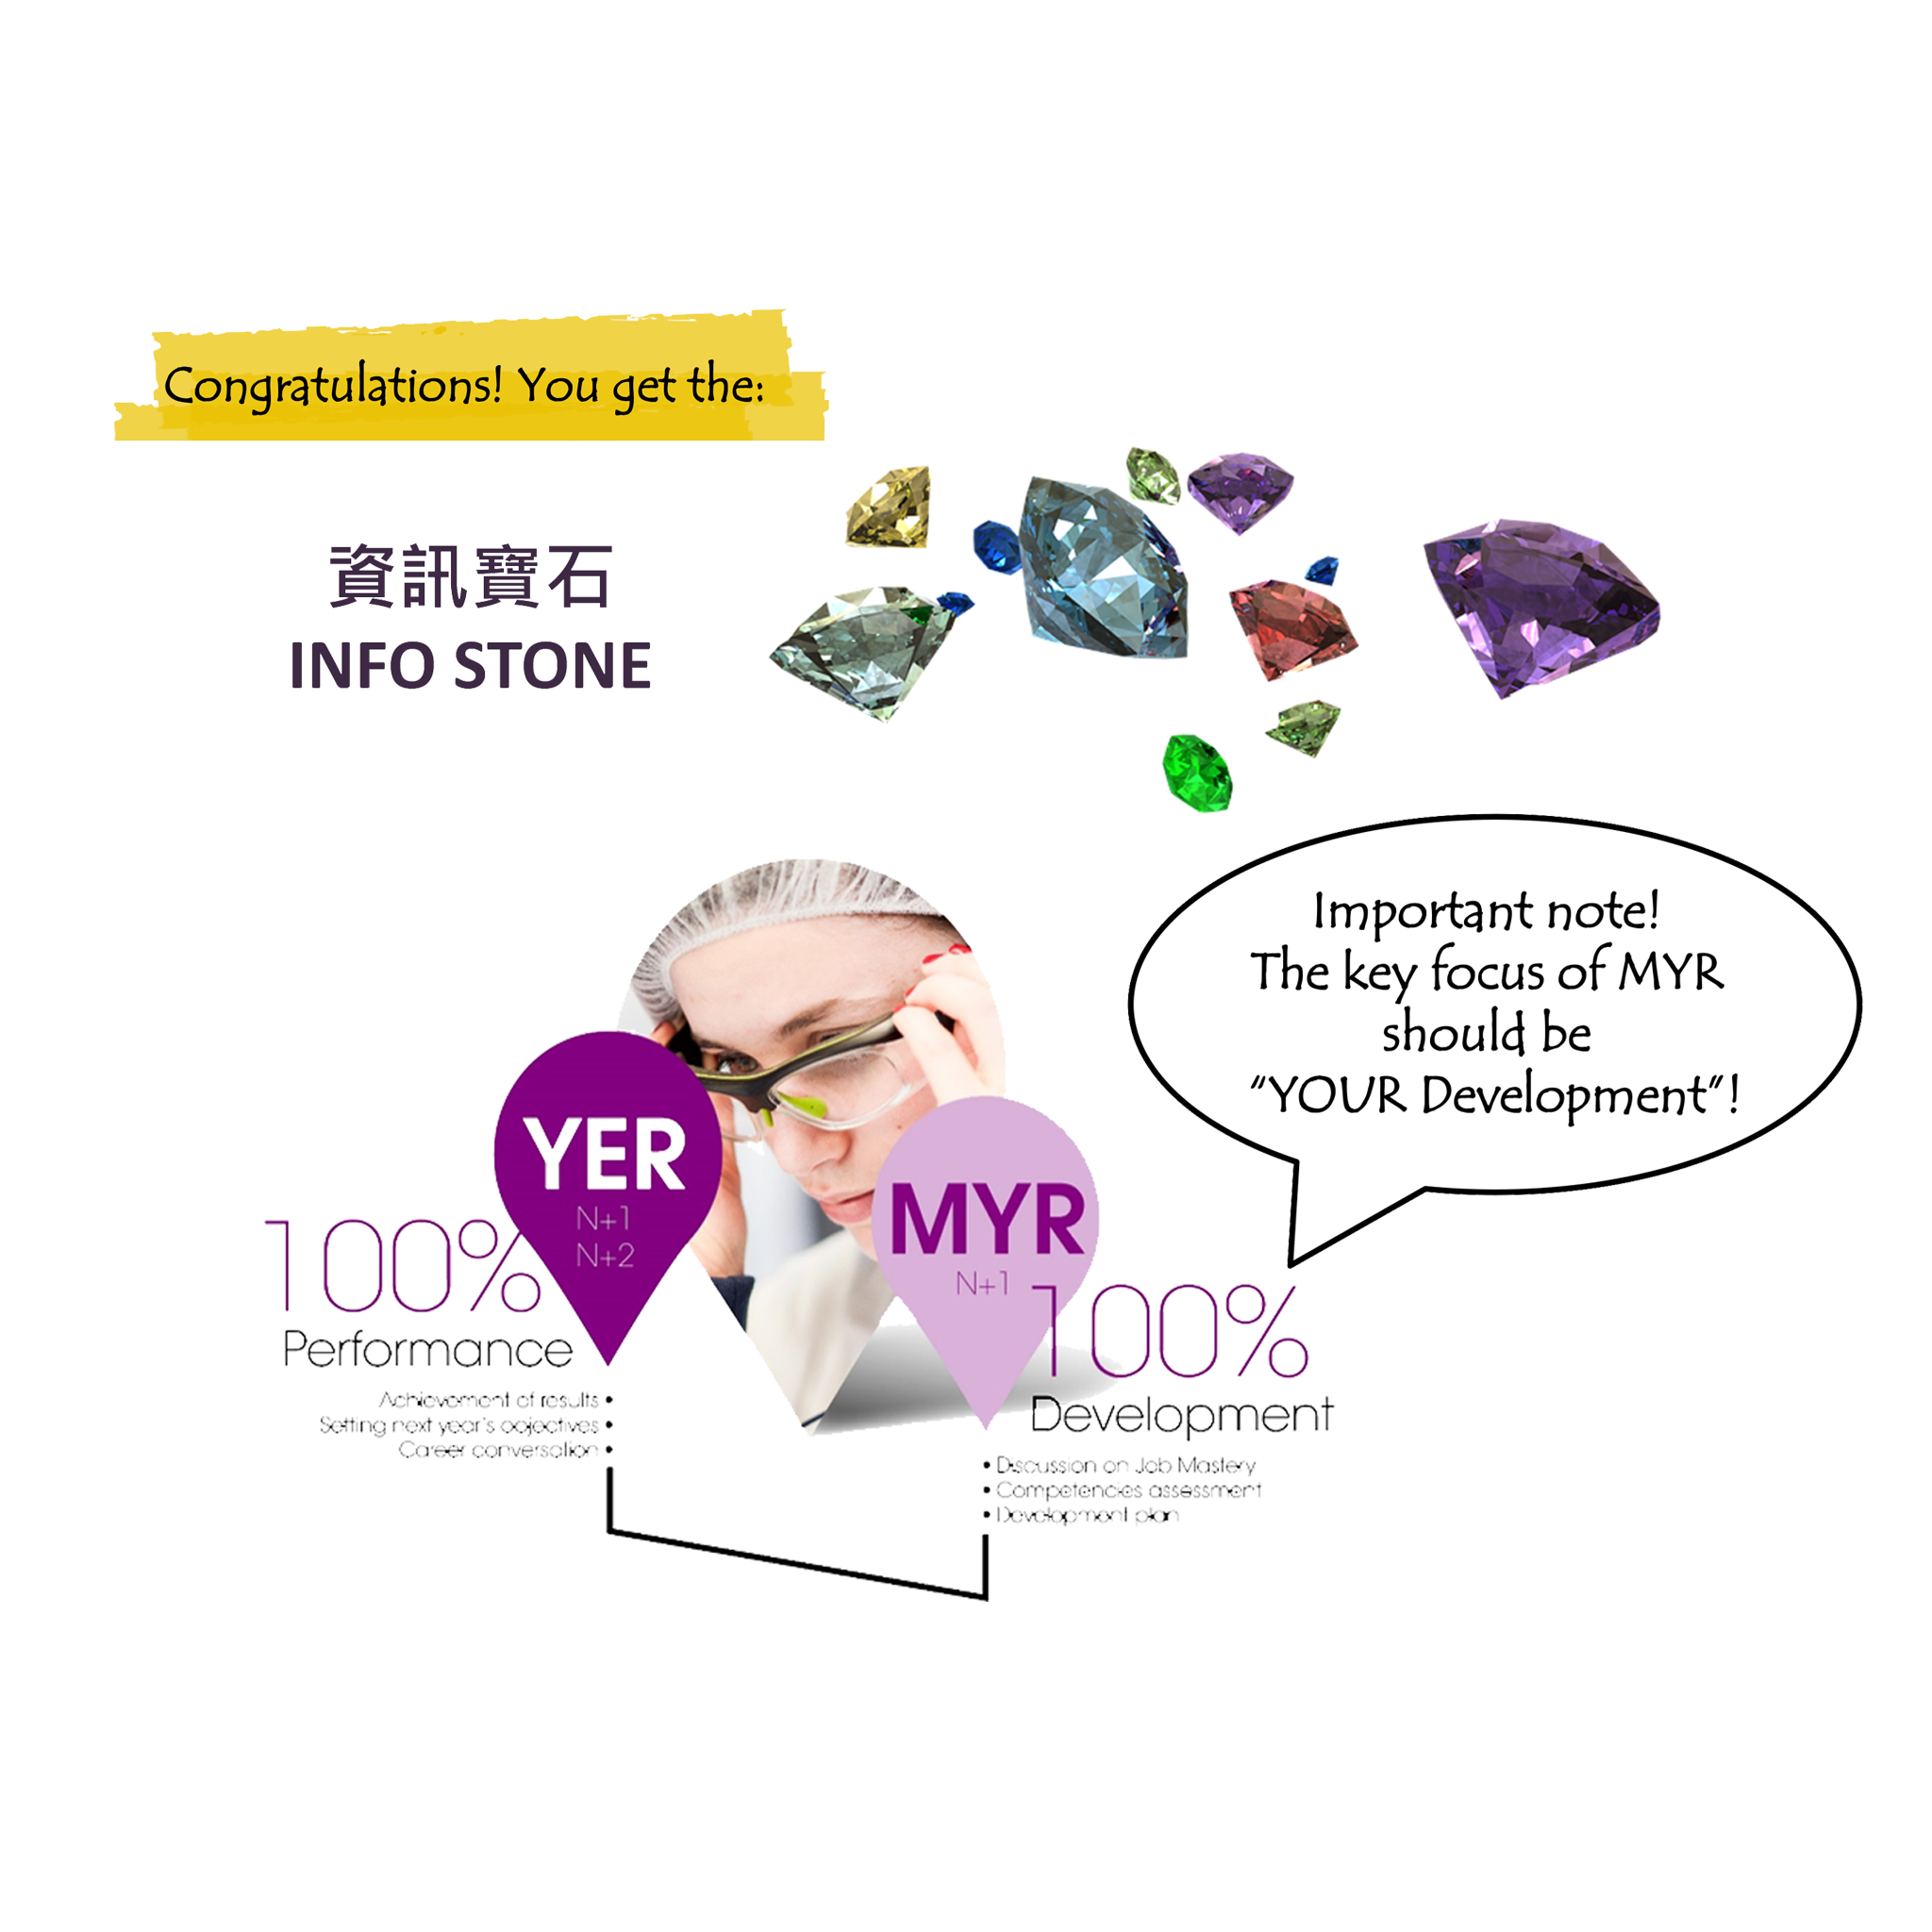 Congratulations! You get the:
資訊寶石
INFO STONE
Important note!
The key focus of MYR
should be
“YOUR Development”!
YER
N+1
N+2
100%
Performance
Achievement of results •
Setting next year's objectives •
Career conversation •
MYR
N+1
100%
Development
• Discussion on Job Mastery
• Competencies assessment
• Development plan